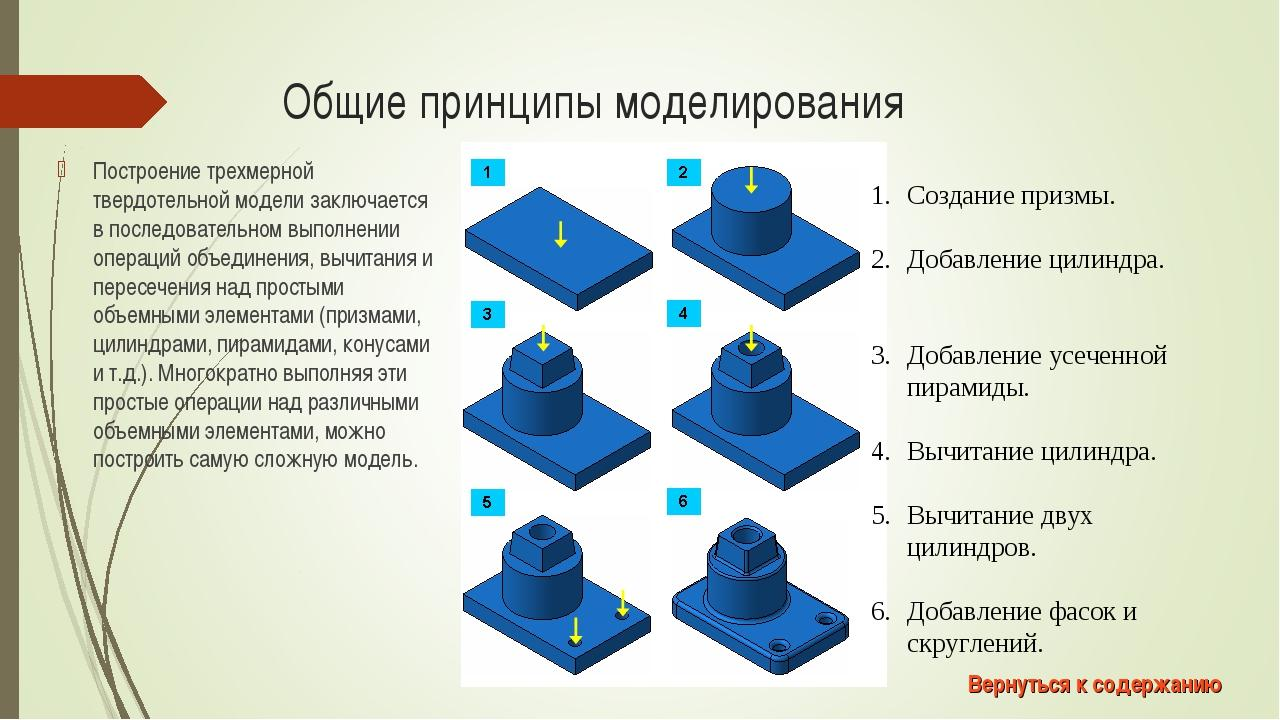 Общие принципы моделирования
Построение трехмерной
твердотельной модели заключается
в последовательном выполнении
операций объединения, вычитания и
пересечения над простыми
объемными элементами (призмами,
цилиндрами, пирамидами, конусами
и т.д.). Многократно выполняя эти
простые операции над различными
объемными элементами, можно
построить самую сложную модель.
1
2
3
4
5
6
1. Создание призмы.
2. Добавление цилиндра.
3. Добавление усеченной
пирамиды.
4. Вычитание цилиндра.
5. Вычитание двух
цилиндров.
6. Добавление фасок и
скруглений.
Вернуться к содержанию